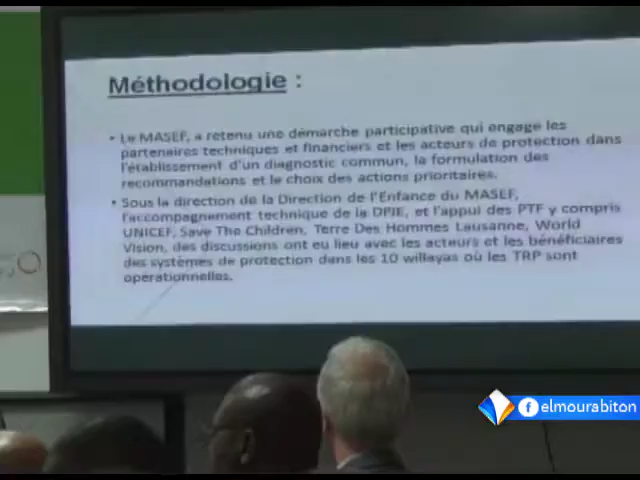 Méthodologie :
• Le MASEF, a retenu une démarche participative qui engage les
partenaires techniques et financiers et les acteurs de protection dans
l'établissement d'un diagnostic commun, la formulation des
recommandations et le choix des actions prioritaires.
• Sous la direction de la Direction de l'Enfance du MASEF,
l'accompagnement technique de la DPIE, et l'appui des PTF y compris
UNICEF, Save The Children, Terre Des Hommes Lausanne, World
Vision, des discussions ont eu lieu avec les acteurs et les bénéficiaires
des systèmes de protection dans les 10 willayas où les TRP sont
operationnelles.
elmourabiton